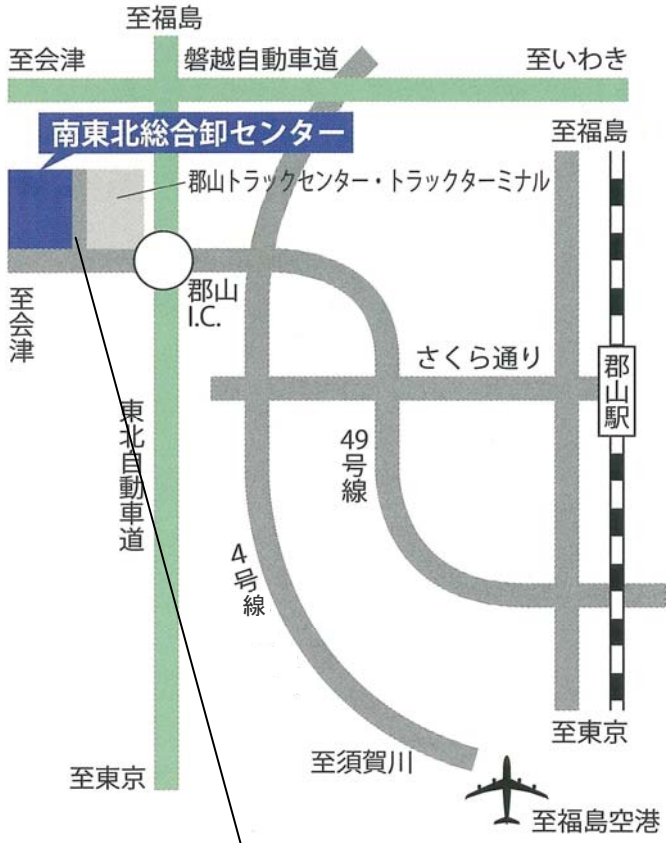 至福島
至会津
磐越自動車道
至いわき
南東北総合卸センター
至福島
郡山トラックセンター・トラックターミナル
郡山
I.C.
至会津
さくら通り
郡山駅
東北自動車道
49号線
4号線
至東京
至須賀川
至東京
至福島空港